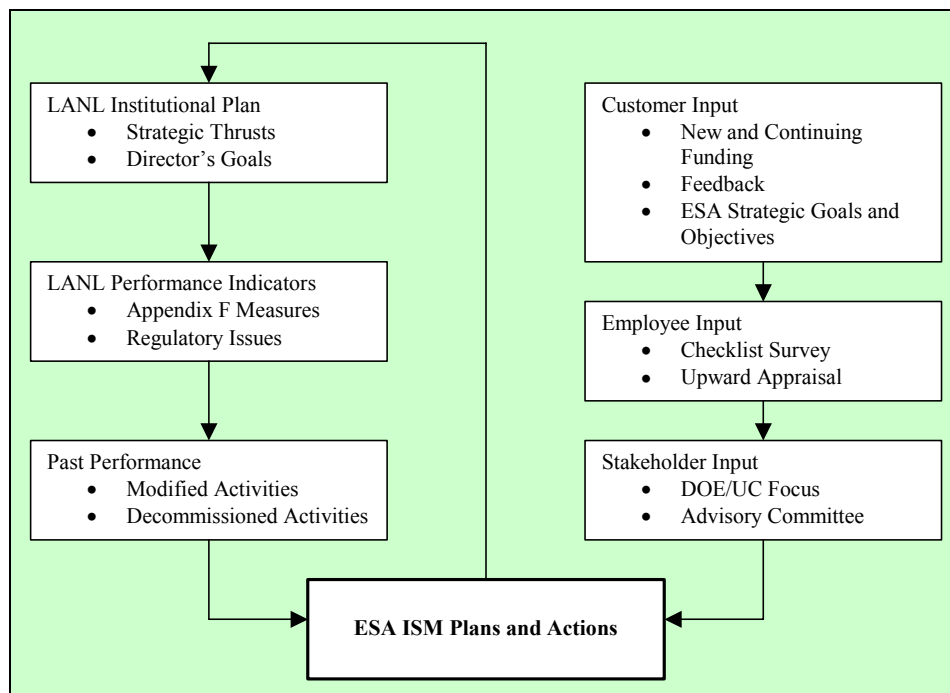 LANL Institutional Plan
• Strategic Thrusts
• Director’s Goals
LANL Performance Indicators
• Appendix F Measures
• Regulatory Issues
Past Performance
• Modified Activities
• Decommissioned Activities
Customer Input
• New and Continuing
Funding
• Feedback
• ESA Strategic Goals and
Objectives
Employee Input
• Checklist Survey
• Upward Appraisal
Stakeholder Input
• DOE/UC Focus
• Advisory Committee
ESA ISM Plans and Actions